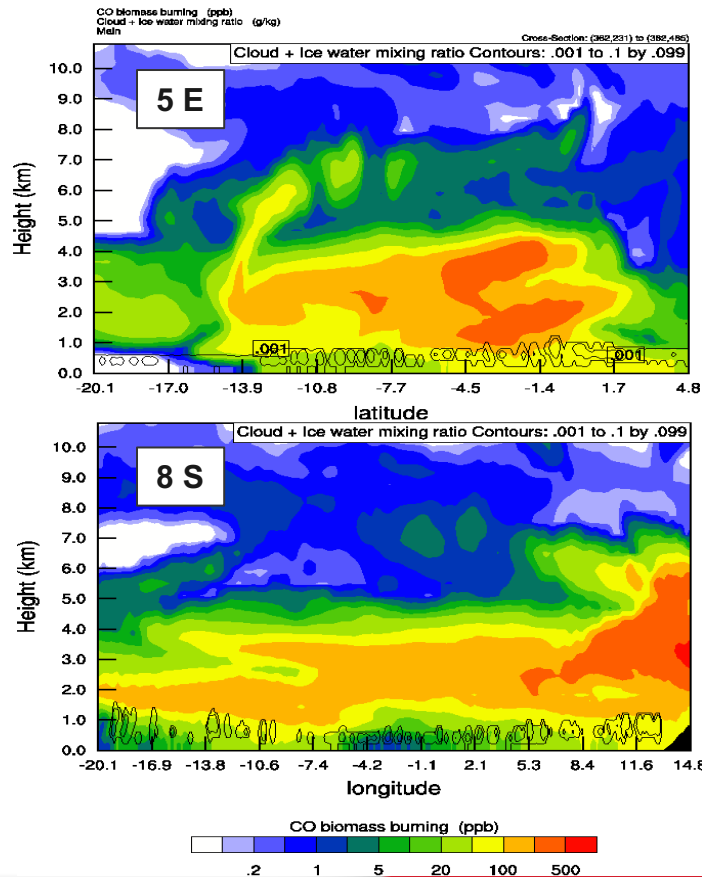 CO biomass burning (ppb)
Cloud + Ice water mixing ratio (g/kg)
Main
Cross-Section: (362,231) to (362,485)
Cloud + Ice water mixing ratio Contours: .001 to .1 by .099
5 E
10.0
9.0
8.0
7.0
6.0
5.0
4.0
3.0
2.0
1.0
0.0
Height (km)
.001
.001
-20.1 -17.0 -13.9 -10.8 -7.7 -4.5 -1.4 1.7 4.8
latitude
Cloud + Ice water mixing ratio Contours: .001 to .1 by .099
8 S
10.0
9.0
8.0
7.0
6.0
5.0
4.0
3.0
2.0
1.0
0.0
Height (km)
-20.1 -16.9 -13.8 -10.6 -7.4 -4.2 -1.1 2.1 5.3 8.4 11.6 14.8
longitude
CO biomass burning (ppb)
.2 1 5 20 100 500